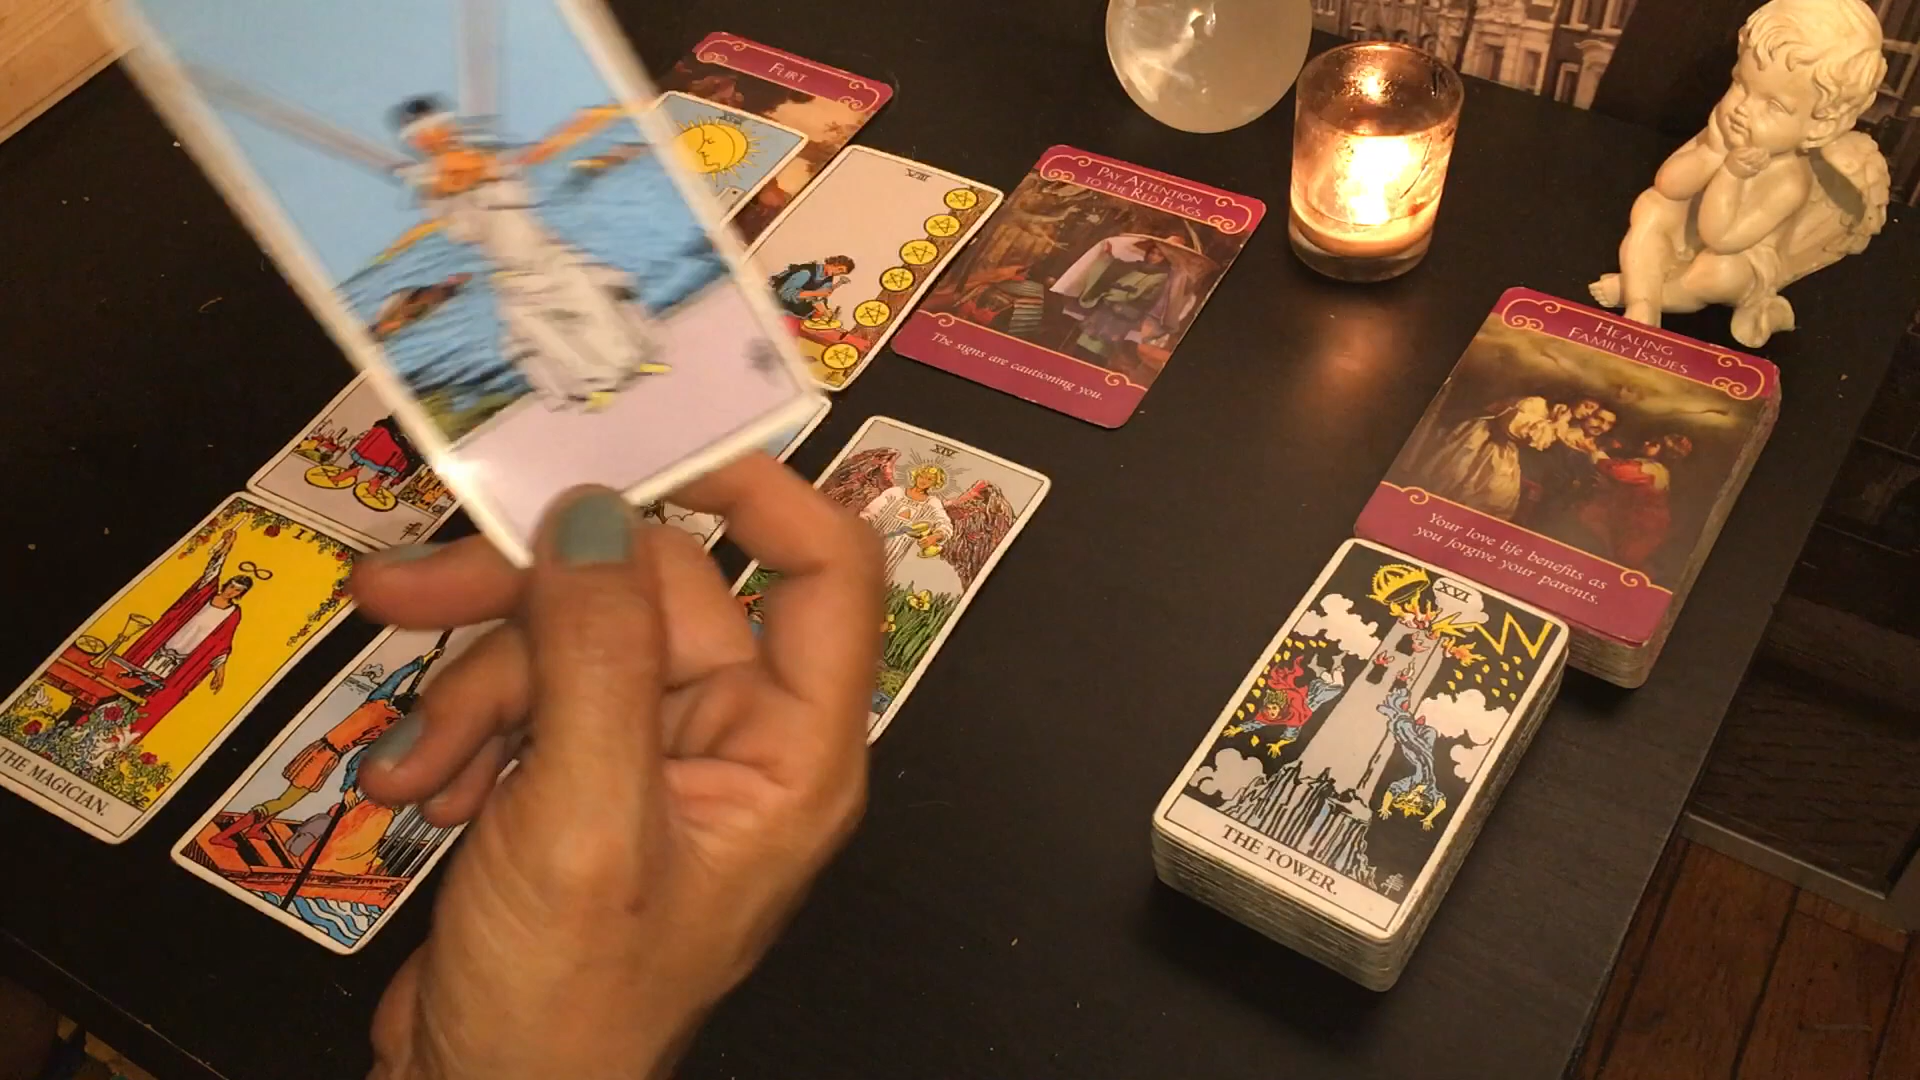 FLIRT
VIII
PAY ATTENTION
TO THE RED FLAGS
The signs are cautioning you.
HEALING
FAMILY ISSUES
Your love life benefits as
you forgive your parents.
XIV
I
THE MAGICIAN.
XVI
THE TOWER.